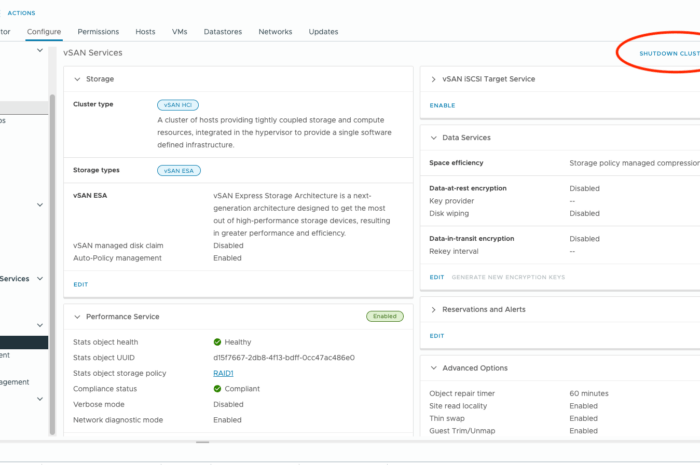 ACTIONS
tor Configure Permissions Hosts VMs Datastores Networks Updates
vSAN Services
SHUTDOWN CLUST
os
Services
ent
agement
Storage
Cluster type
vSAN HCI
A cluster of hosts providing tightly coupled storage and compute
resources, integrated in the hypervisor to provide a single software
defined infrastructure.
Storage types
vSAN ESA
vSAN ESA
vSAN Express Storage Architecture is a next-
generation architecture designed to get the most
out of high-performance storage devices, resulting
in greater performance and efficiency.
vSAN managed disk claim Disabled
Auto-Policy management Enabled
EDIT
Performance Service Enabled
Stats object health Healthy
Stats object UUID d15f7667-2db8-4f13-bdff-0cc47ac486e0
Stats object storage policy RAID1
Compliance status Compliant
Verbose mode Disabled
Network diagnostic mode Enabled
vSAN iSCSI Target Service
ENABLE
Data Services
Space efficiency Storage policy managed compression
Data-at-rest encryption Disabled
Key provider --
Disk wiping Disabled
Data-in-transit encryption Disabled
Rekey interval --
EDIT GENERATE NEW ENCRYPTION KEYS
Reservations and Alerts
EDIT
Advanced Options
Object repair timer 60 minutes
Site read locality Enabled
Thin swap Enabled
Guest Trim/Unmap Enabled